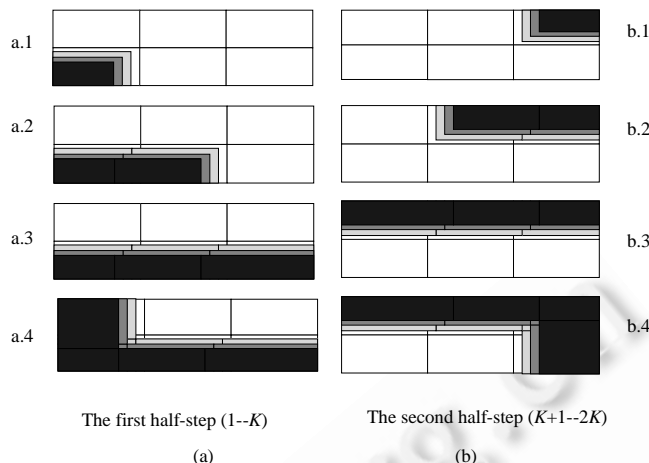 a.1
b.1
a.2
b.2
a.3
b.3
a.4
b.4
The first half-step (1--K)
The second half-step (K+1--2K)
(a)
(b)